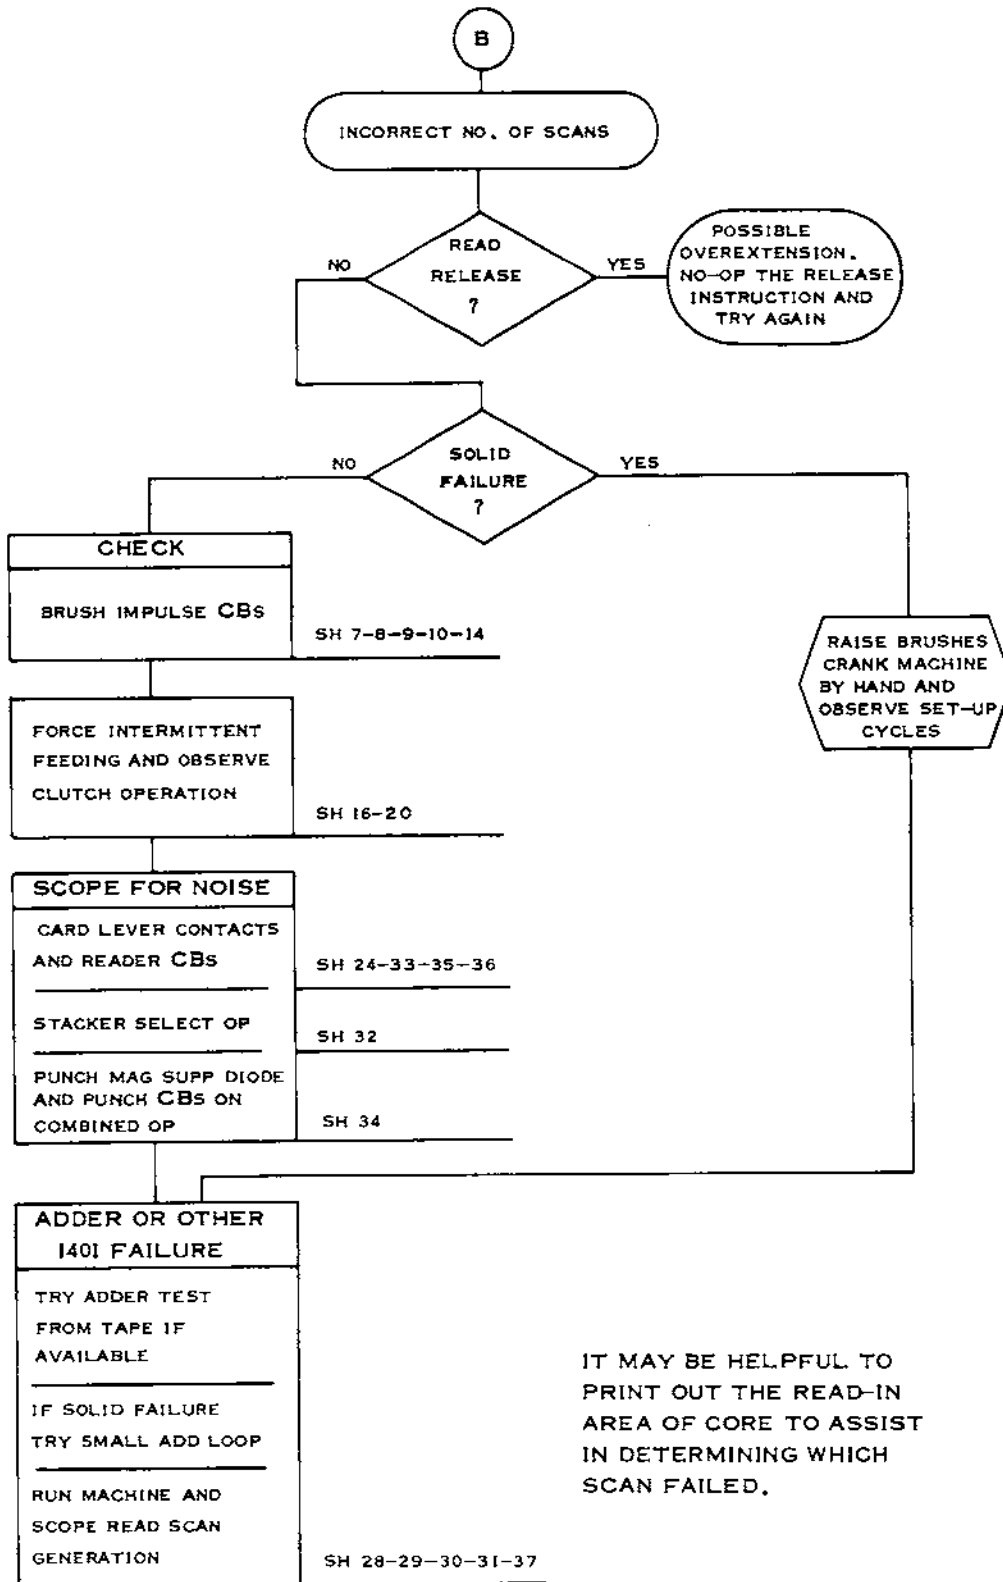 B
INCORRECT NO. OF SCANS
READ
RELEASE
?
NO
YES
POSSIBLE
OVEREXTENSION.
NO-OP THE RELEASE
INSTRUCTION AND
TRY AGAIN
SOLID
FAILURE
?
NO
YES
CHECK
BRUSH IMPULSE CBs
SH 7-8-9-10-14
RAISE BRUSHES
CRANK MACHINE
BY HAND AND
OBSERVE SET-UP
CYCLES
FORCE INTERMITTENT
FEEDING AND OBSERVE
CLUTCH OPERATION
SH 16-20
SCOPE FOR NOISE
CARD LEVER CONTACTS
AND READER CBs
SH 24-33-35-36
STACKER SELECT OP
SH 32
PUNCH MAG SUPP DIODE
AND PUNCH CBs ON
COMBINED OP
SH 34
ADDER OR OTHER
1401 FAILURE
TRY ADDER TEST
FROM TAPE IF
AVAILABLE
IF SOLID FAILURE
TRY SMALL ADD LOOP
RUN MACHINE AND
SCOPE READ SCAN
GENERATION
SH 28-29-30-31-37
IT MAY BE HELPFUL TO
PRINT OUT THE READ-IN
AREA OF CORE TO ASSIST
IN DETERMINING WHICH
SCAN FAILED.